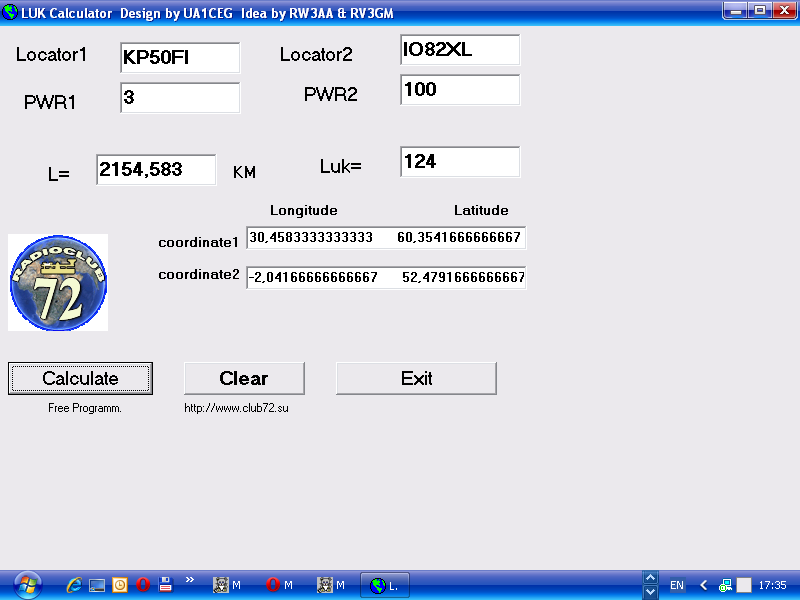 LUK Calculator Design by UA1CEG Idea by RW3AA & RV3GM
Locator1 KP50FI Locator2 IO82XL
PWR1 3 PWR2 100
L= 2154,583 KM Luk= 124
Longitude Latitude
coordinate1 30,4583333333333 60,3541666666667
coordinate2 -2,04166666666667 52,4791666666667
RADIOCLUB
72
Calculate Clear Exit
Free Programm. http://www.club72.su
» M M M L. EN 17:35